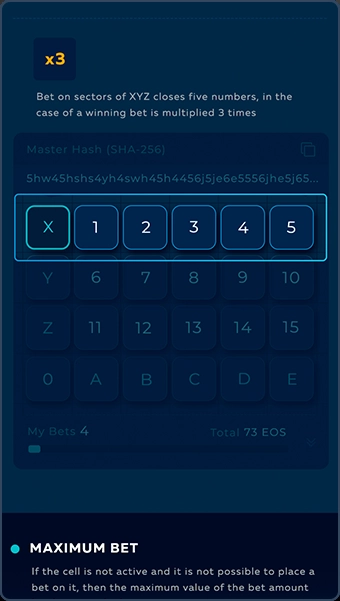 x3
Bet on sectors of XYZ closes five numbers, in the
case of a winning bet is multiplied 3 times
Master Hash (SHA-256)
5hw45hshs4yh4swh45h4456j5je6e5556jhe5j65...
X 1 2 3 4 5
Y 6 7 8 9 10
Z 11 12 13 14 15
0 A B C D E
My Bets 4 Total 73 EOS
MAXIMUM BET
If the cell is not active and it is not possible to place a
bet on it, then the maximum value of the bet amount